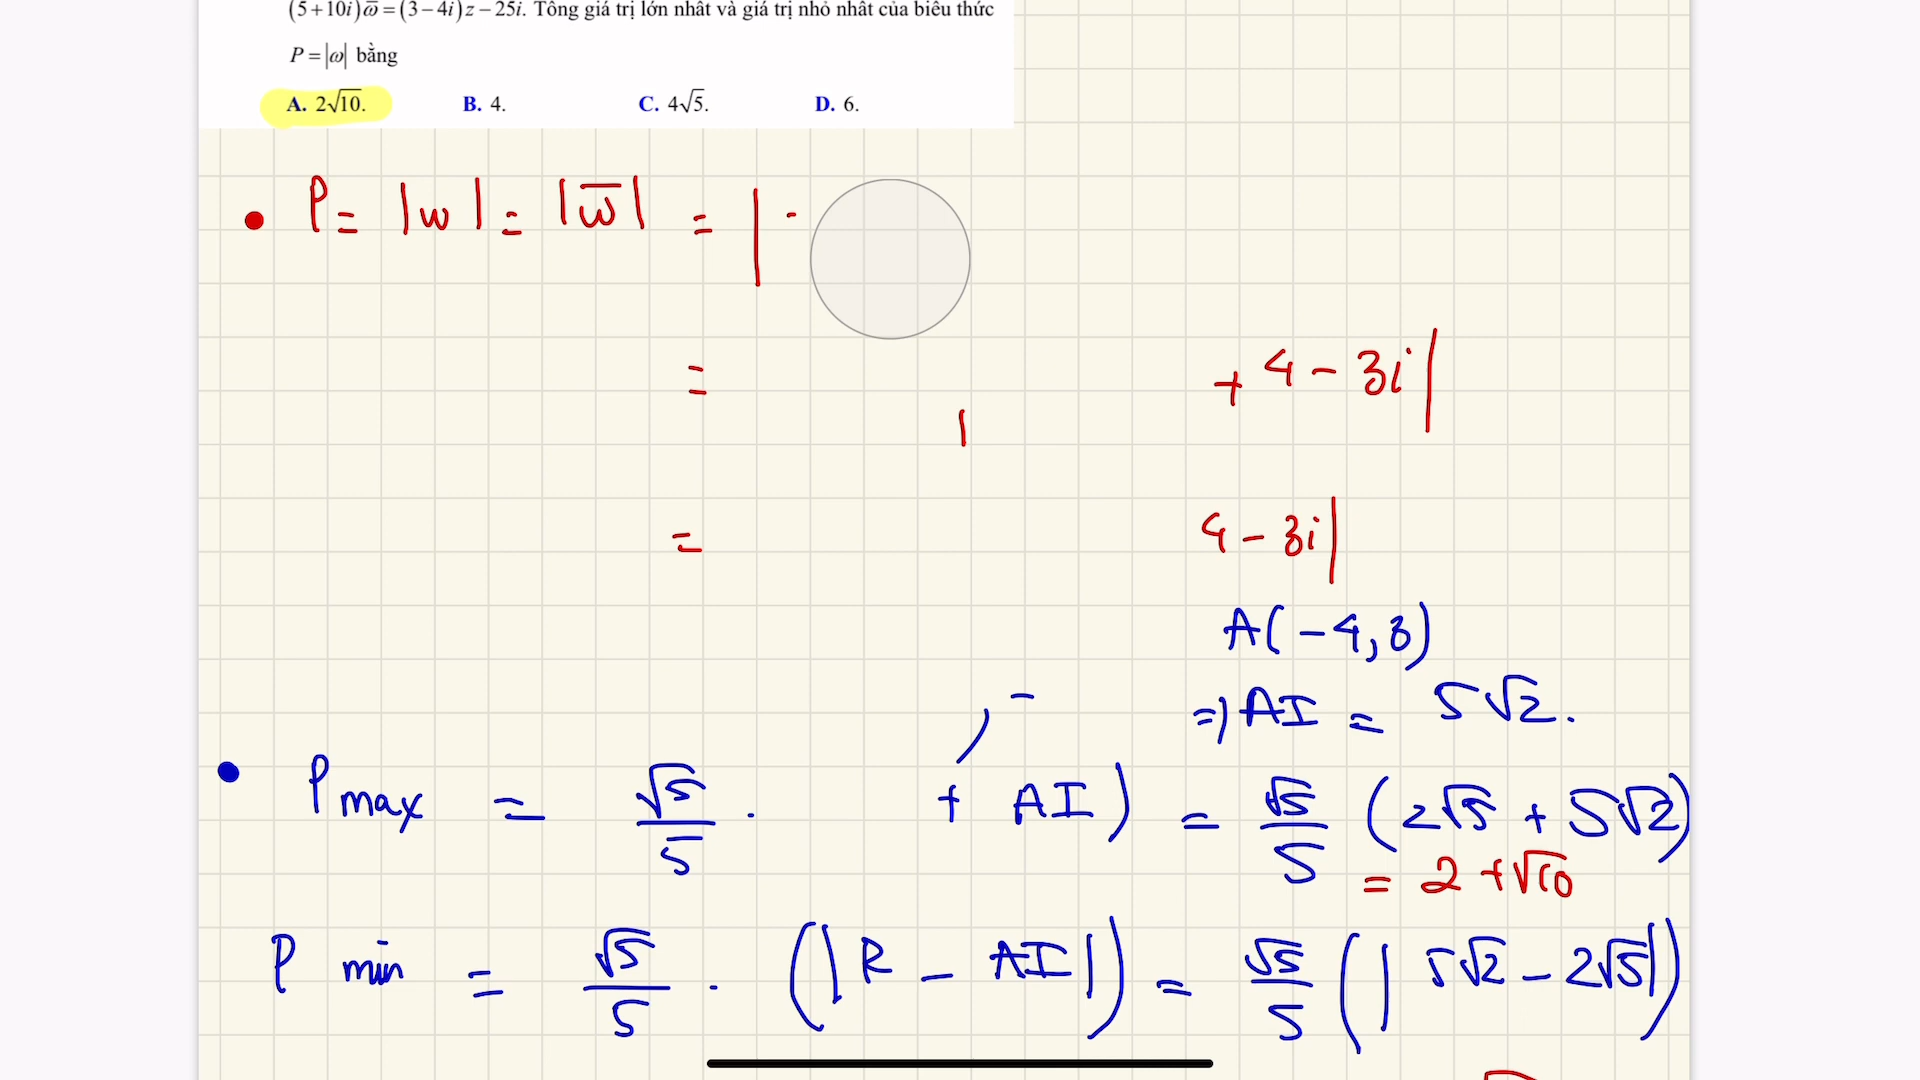 (5+10i)ω̅ = (3−4i)z − 25i. Tổng giá trị lớn nhất và giá trị nhỏ nhất của biểu thức
P = |ω| bằng
A. 2√10. B. 4. C. 4√5. D. 6.
• P = |w| = |w̅| = |
= + 4 - 3i|
= 4 - 3i|
A(-4,3)
=) AI = 5√2.
• Pmax = √5/5 . + AI) = √5/5 (2√5 + 5√2)
= 2 + √10
P min = √5/5 . (|R - AI|) = √5/5 (|5√2 - 2√5|)